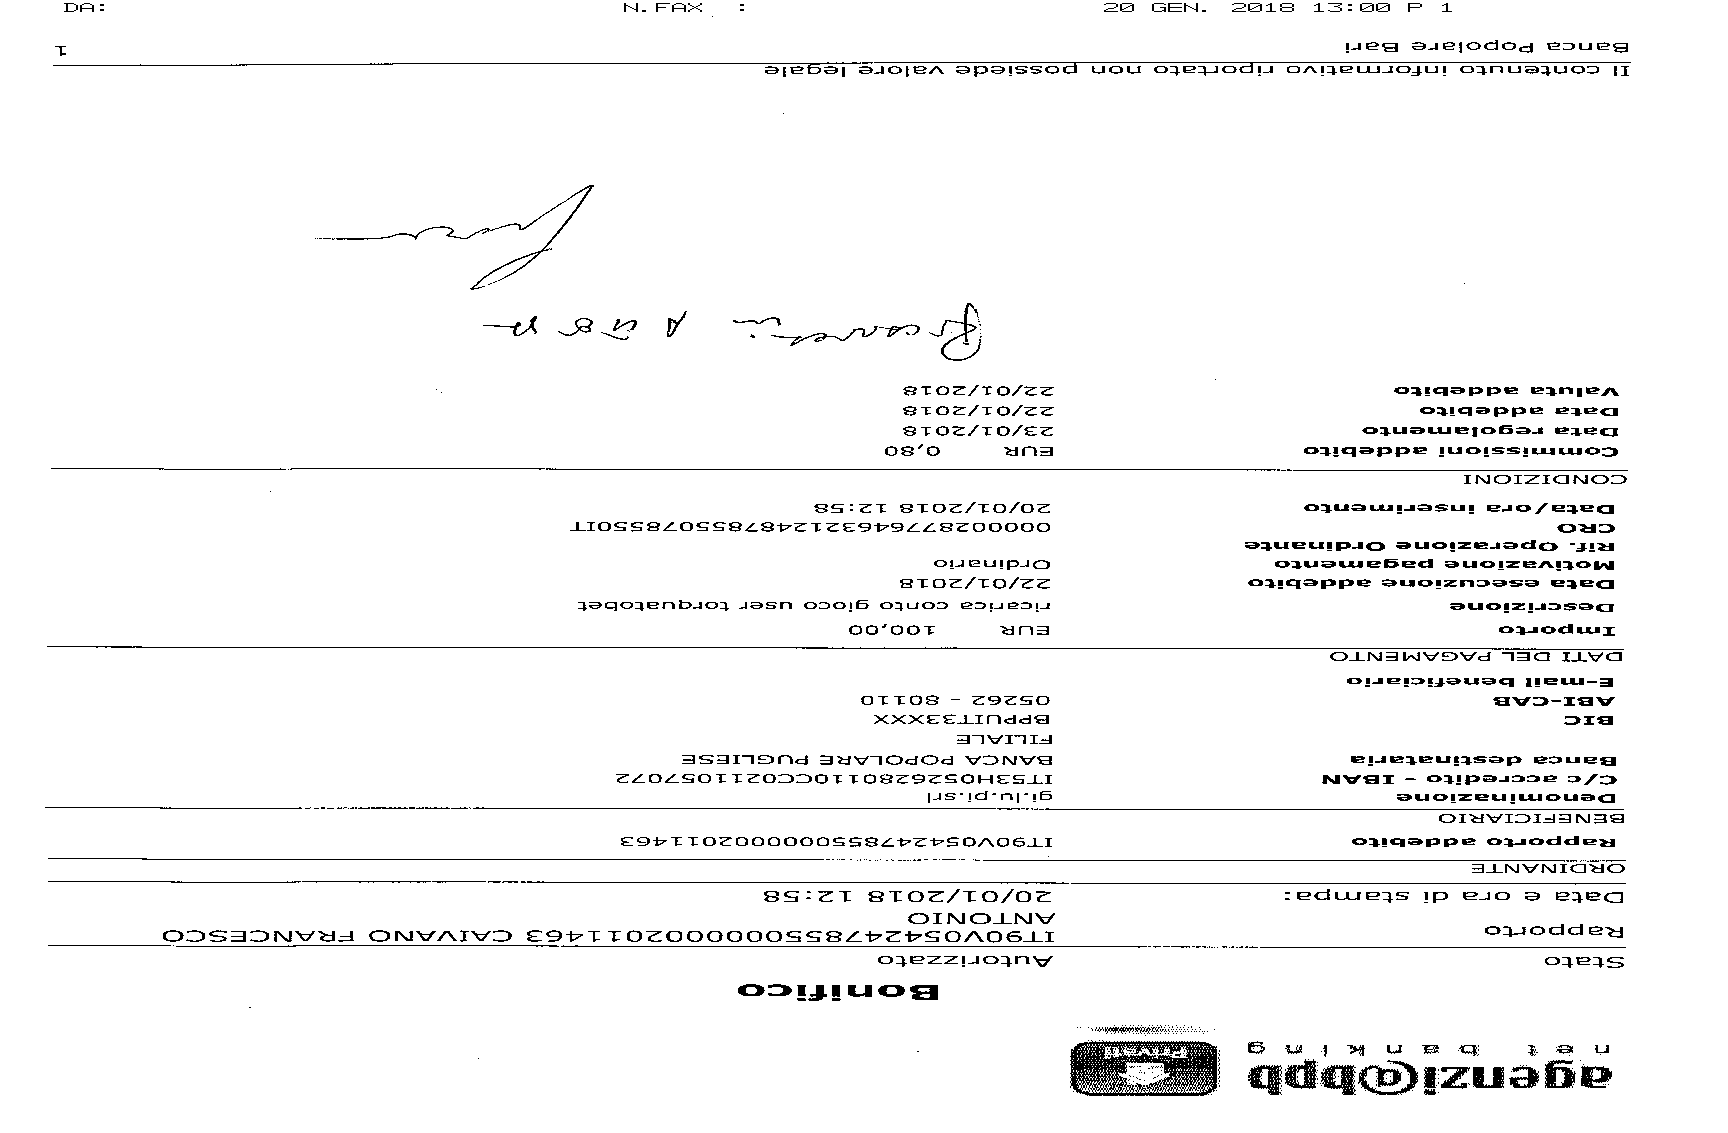 DA: N.FAX : 20 GEN. 2018 13:00 P 1
agenzi@bpb
net banking
Privati
Bonifico
Stato Autorizzato
Rapporto IT90V0542478550000002011463 CAIVANO FRANCESCO
ANTONIO
Data e ora di stampa: 20/01/2018 12:58
ORDINANTE
Rapporto addebito IT90V0542478550000002011463
BENEFICIARIO
Denominazione gi.lu.pi.srl
C/c accredito - IBAN IT53H0526280110CC0211057072
Banca destinataria BANCA POPOLARE PUGLIESE
FILIALE
BIC BPPUIT33XXX
ABI-CAB 05262 - 80110
E-mail beneficiario
DATI DEL PAGAMENTO
Importo EUR 100,00
Descrizione ricarica conto gioco user torquatobet
Data esecuzione addebito 22/01/2018
Motivazione pagamento Ordinario
Rif. Operazione Ordinante
CRO 0000028776463212487855078550IT
Data/ora inserimento 20/01/2018 12:58
CONDIZIONI
Commissioni addebito EUR 0,80
Data regolamento 23/01/2018
Data addebito 22/01/2018
Valuta addebito 22/01/2018
Il contenuto informativo riportato non possiede valore legale
Banca Popolare Bari 1